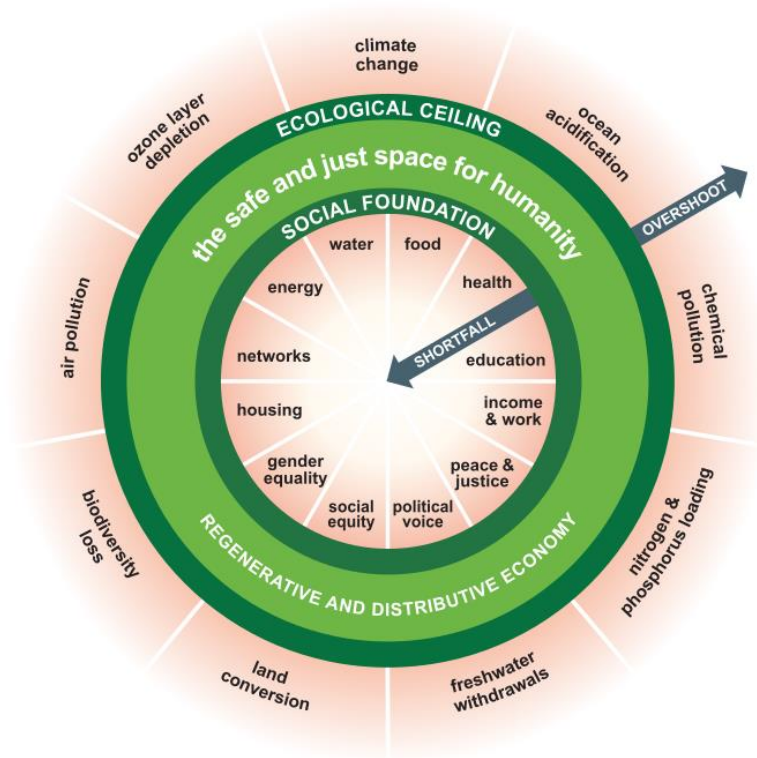 climate
change
ocean
acidification
OVERSHOOT
chemical
pollution
nitrogen &
phosphorus loading
freshwater
withdrawals
land
conversion
biodiversity
loss
air pollution
ozone layer
depletion
ECOLOGICAL CEILING
the safe and just space for humanity
SOCIAL FOUNDATION
water
food
health
SHORTFALL
education
income
& work
peace &
justice
political
voice
social
equity
gender
equality
housing
networks
energy
REGENERATIVE AND DISTRIBUTIVE ECONOMY